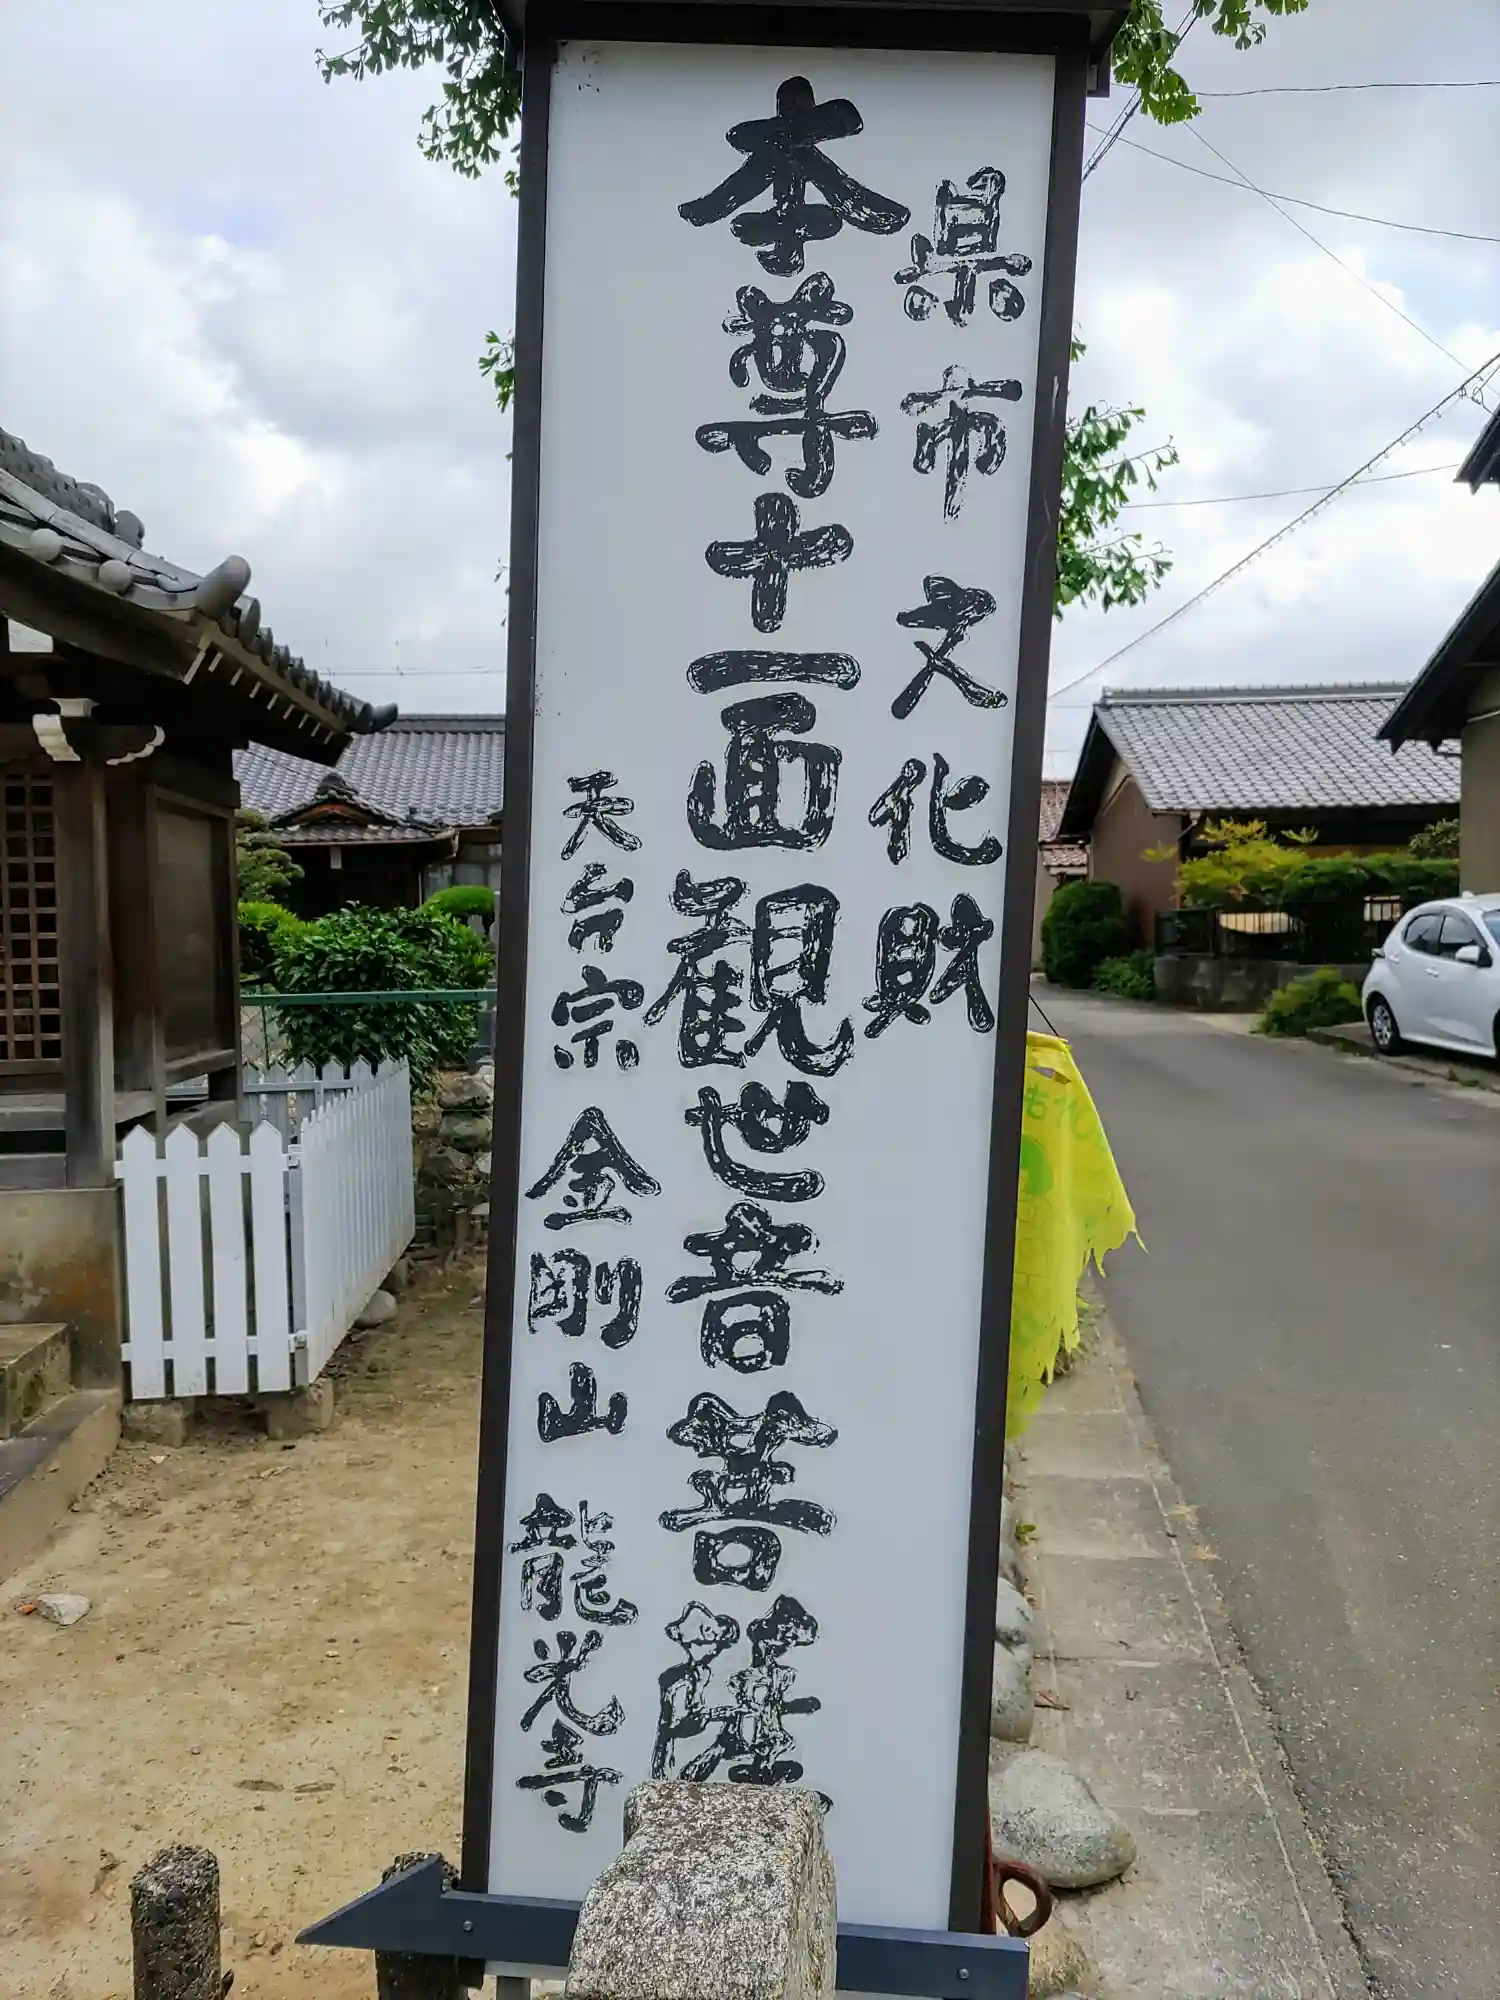 県市文化財
本尊十一面観世音菩薩
天台宗 金剛山 龍光寺